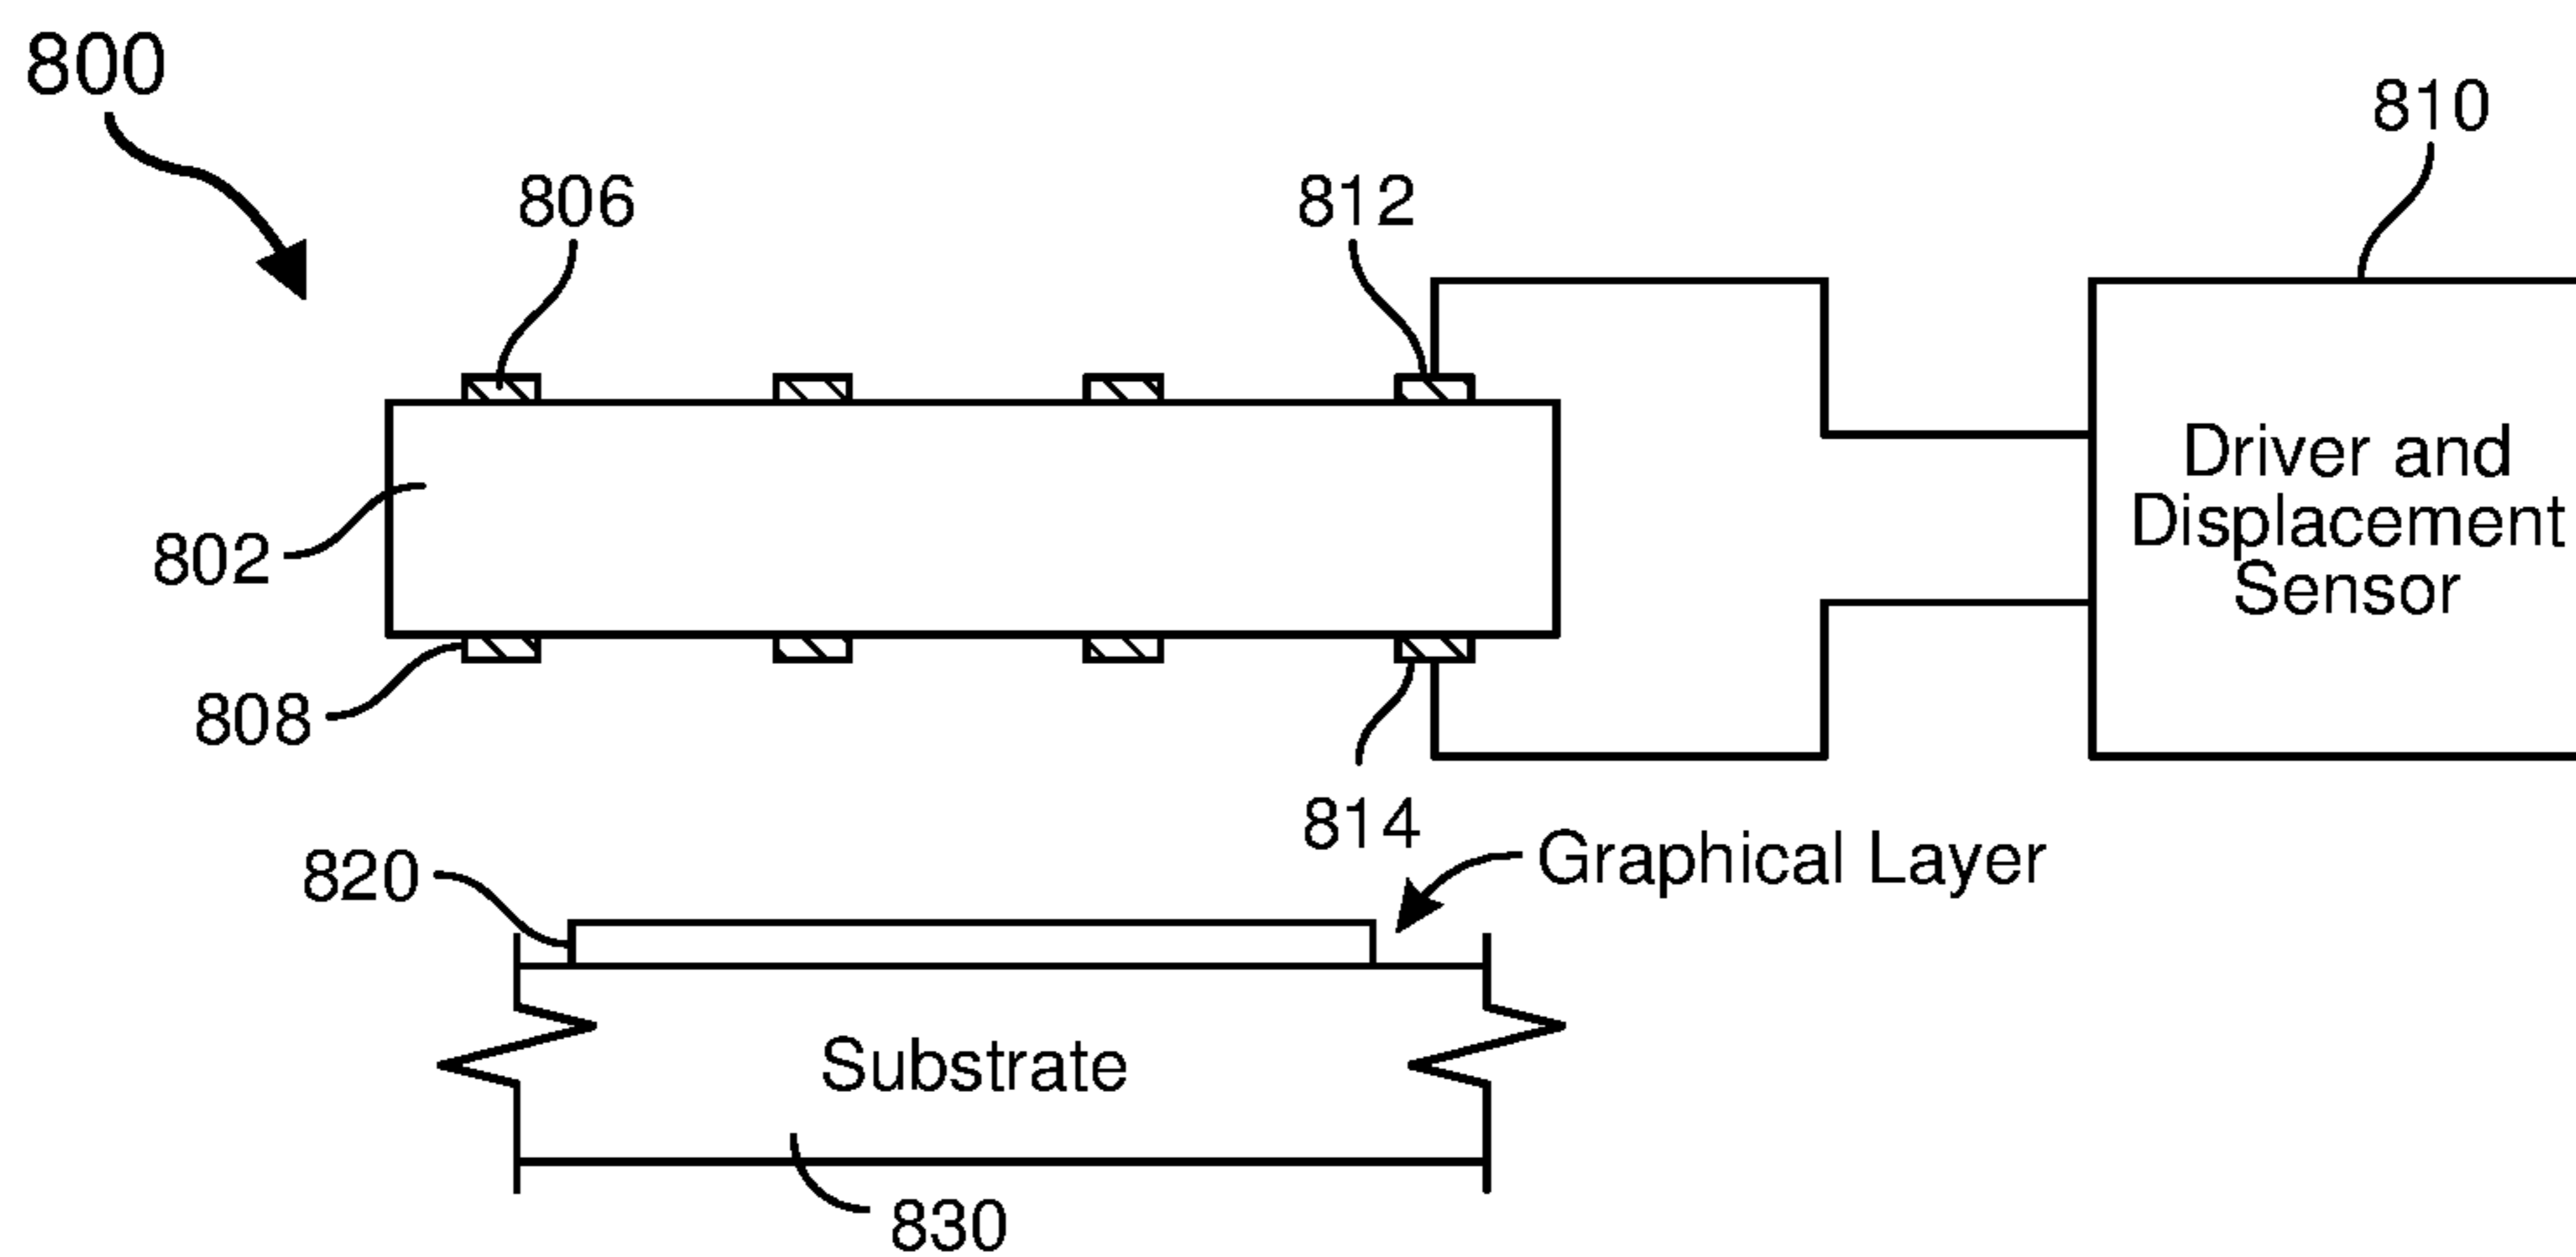 800
810
806
812
Driver and
Displacement
Sensor
802
808
814
Graphical Layer
820
Substrate
830